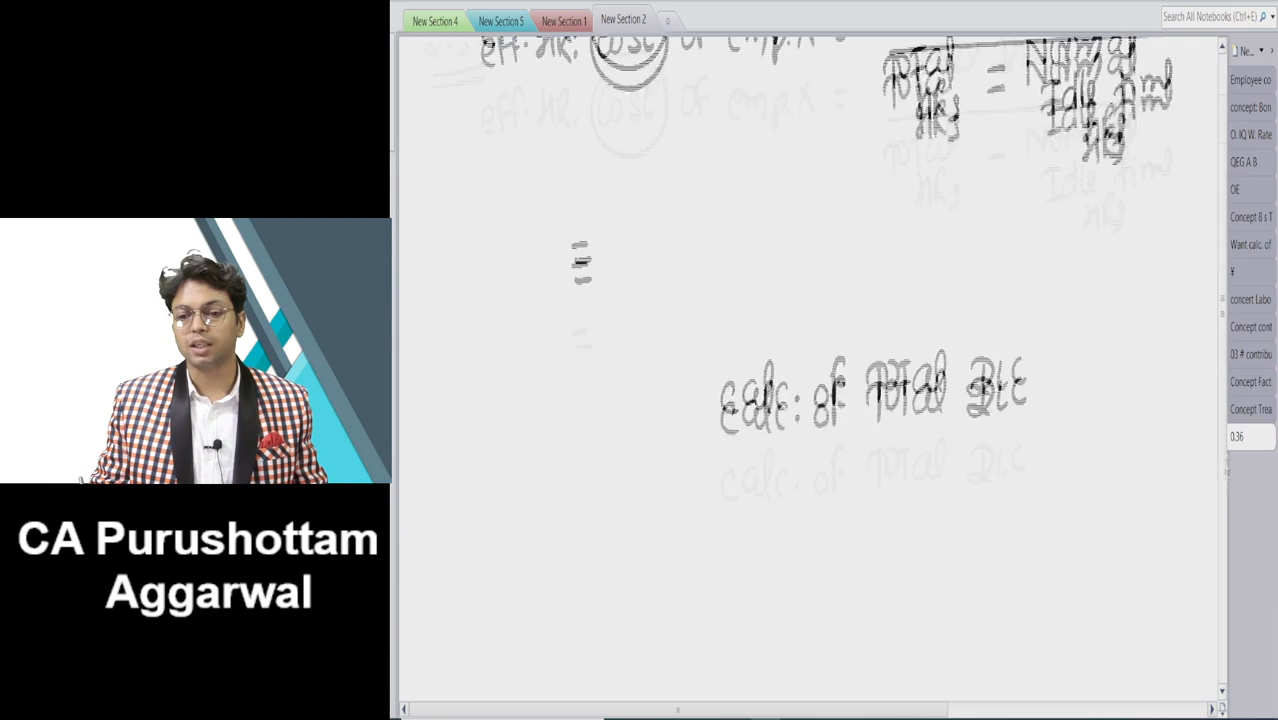 New Section 4 New Section 5 New Section 1 New Section 2
Search All Notebooks (Ctrl+E)
eff. HR. cost of emp. X =
Total = Normal
HRs Idle
HRs
=
calc. of Total DLC
CA Purushottam
Aggarwal
Ne...
Employee co
concept: Bon
O. IQ W. Rate
QEG A B
OE
Concept 8 s T
Want calc. of
¥
concert Labo
Concept cont
03 # contribu
Concept Fact
Concept Trea
0.36